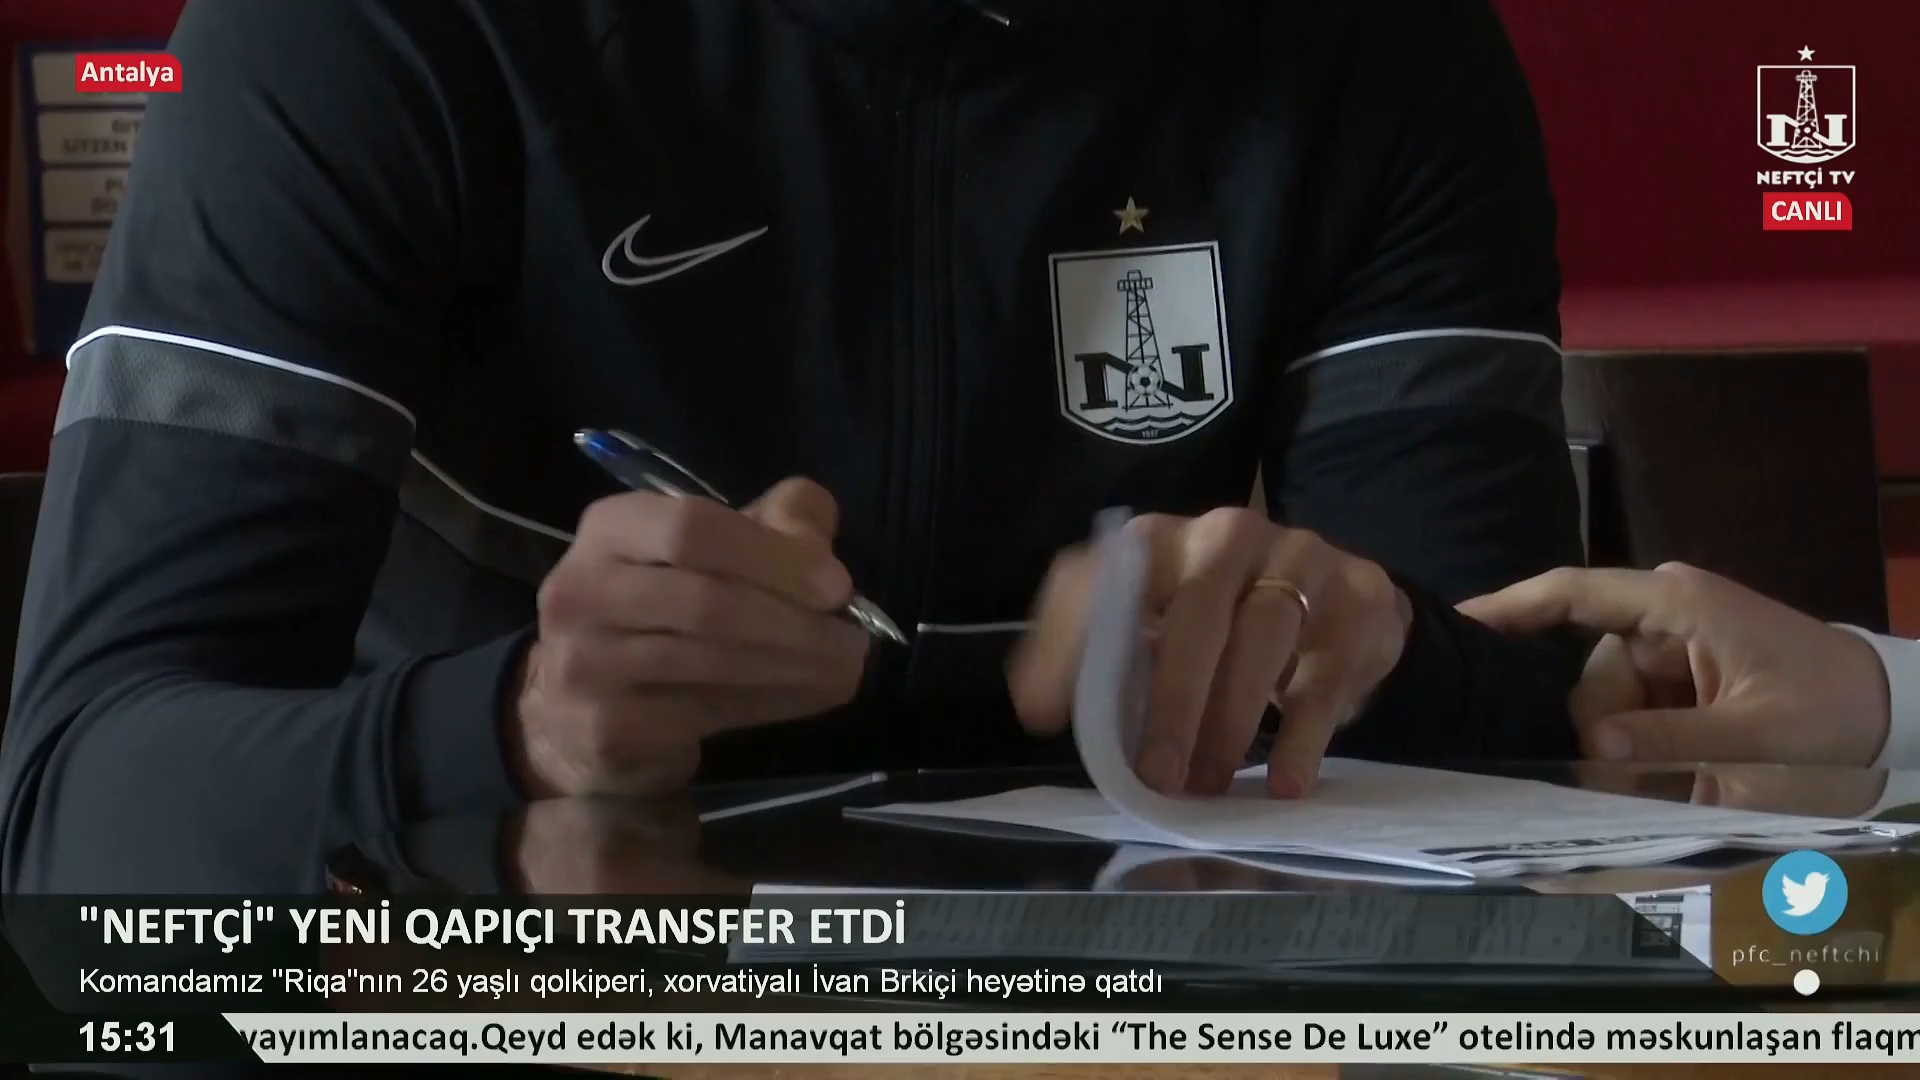 Antalya
NEFTÇİ TV
CANLI
1937
"NEFTÇİ" YENİ QAPIÇI TRANSFER ETDİ
Komandamız "Riqa"nın 26 yaşlı qolkiperi, xorvatiyalı İvan Brkiçi heyətinə qatdı
pfc_neftchi
15:31
yayımlanacaq.Qeyd edək ki, Manavqat bölgəsindəki “The Sense De Luxe” otelində məskunlaşan flaqm